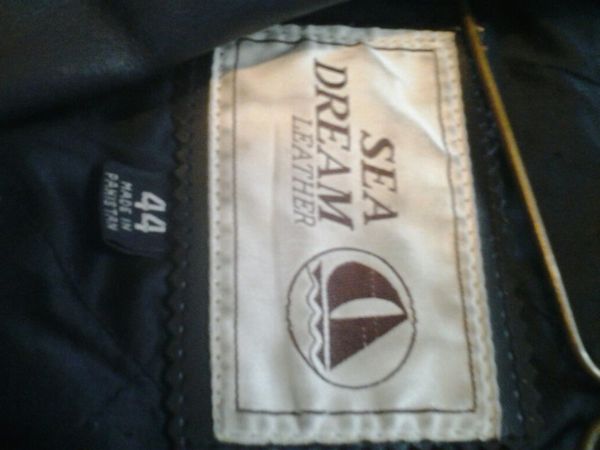 SEA
DREAM
LEATHER
44
MADE IN
PAKISTAN